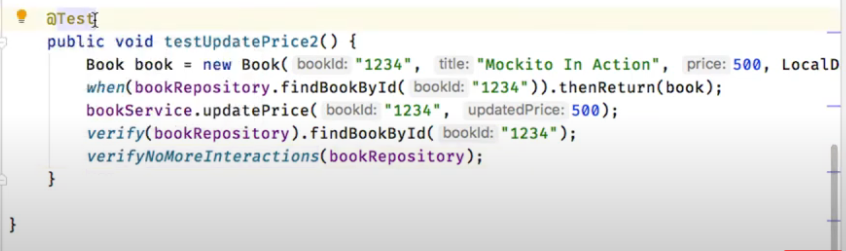 @Test
public void testUpdatePrice2() {
Book book = new Book( bookId: "1234", title: "Mockito In Action", price: 500, LocalD
when(bookRepository.findBookById( bookId: "1234")).thenReturn(book);
bookService.updatePrice( bookId: "1234", updatedPrice: 500);
verify(bookRepository).findBookById( bookId: "1234");
verifyNoMoreInteractions(bookRepository);
}
}